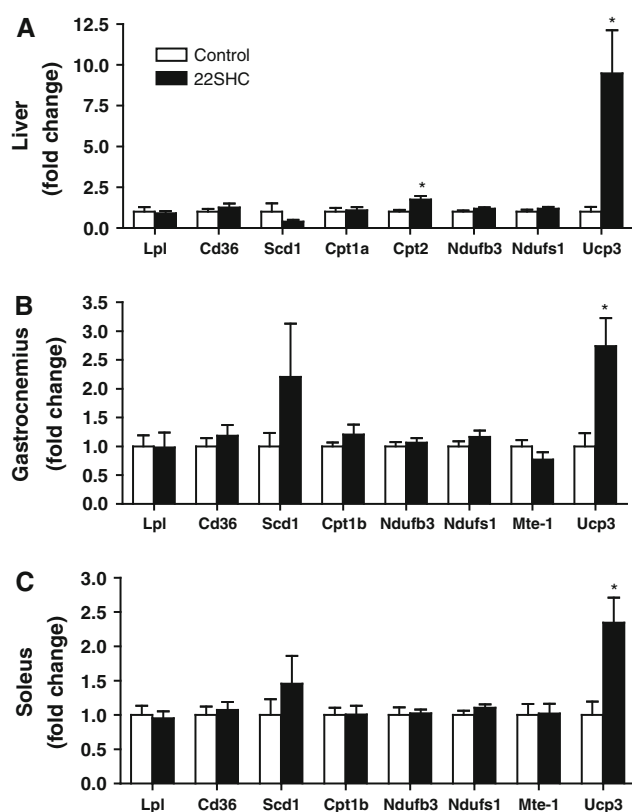 A
Liver
(fold change)
12.5
10.0
7.5
5.0
2.5
0.0
Control
22SHC
*
*
Lpl Cd36 Scd1 Cpt1a Cpt2 Ndufb3 Ndufs1 Ucp3
B
Gastrocnemius
(fold change)
3.5
3.0
2.5
2.0
1.5
1.0
0.5
0.0
*
Lpl Cd36 Scd1 Cpt1b Ndufb3 Ndufs1 Mte-1 Ucp3
C
Soleus
(fold change)
3.0
2.5
2.0
1.5
1.0
0.5
0.0
*
Lpl Cd36 Scd1 Cpt1b Ndufb3 Ndufs1 Mte-1 Ucp3